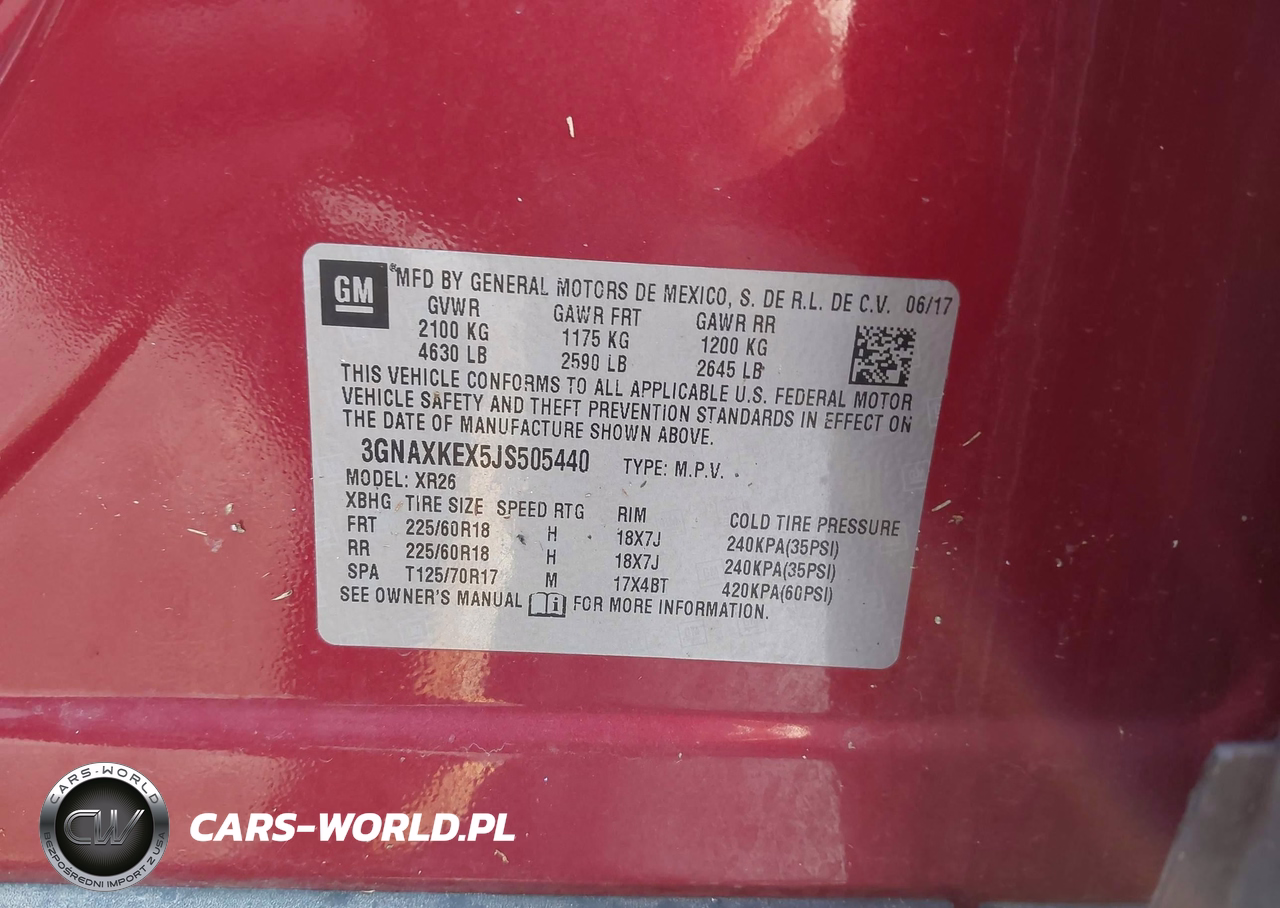 GM
® MFD BY GENERAL MOTORS DE MEXICO, S. DE R.L. DE C.V. 06/17
GVWR GAWR FRT GAWR RR
2100 KG 1175 KG 1200 KG
4630 LB 2590 LB 2645 LB
THIS VEHICLE CONFORMS TO ALL APPLICABLE U.S. FEDERAL MOTOR
VEHICLE SAFETY AND THEFT PREVENTION STANDARDS IN EFFECT ON
THE DATE OF MANUFACTURE SHOWN ABOVE.
3GNAXKEX5JS505440 TYPE: M.P.V.
MODEL: XR26
XBHG TIRE SIZE SPEED RTG RIM COLD TIRE PRESSURE
FRT 225/60R18 H 18X7J 240KPA(35PSI)
RR 225/60R18 H 18X7J 240KPA(35PSI)
SPA T125/70R17 M 17X4BT 420KPA(60PSI)
SEE OWNER'S MANUAL FOR MORE INFORMATION.
CARS-WORLD
CW
BEZPOŚREDNI IMPORT Z USA
CARS-WORLD.PL